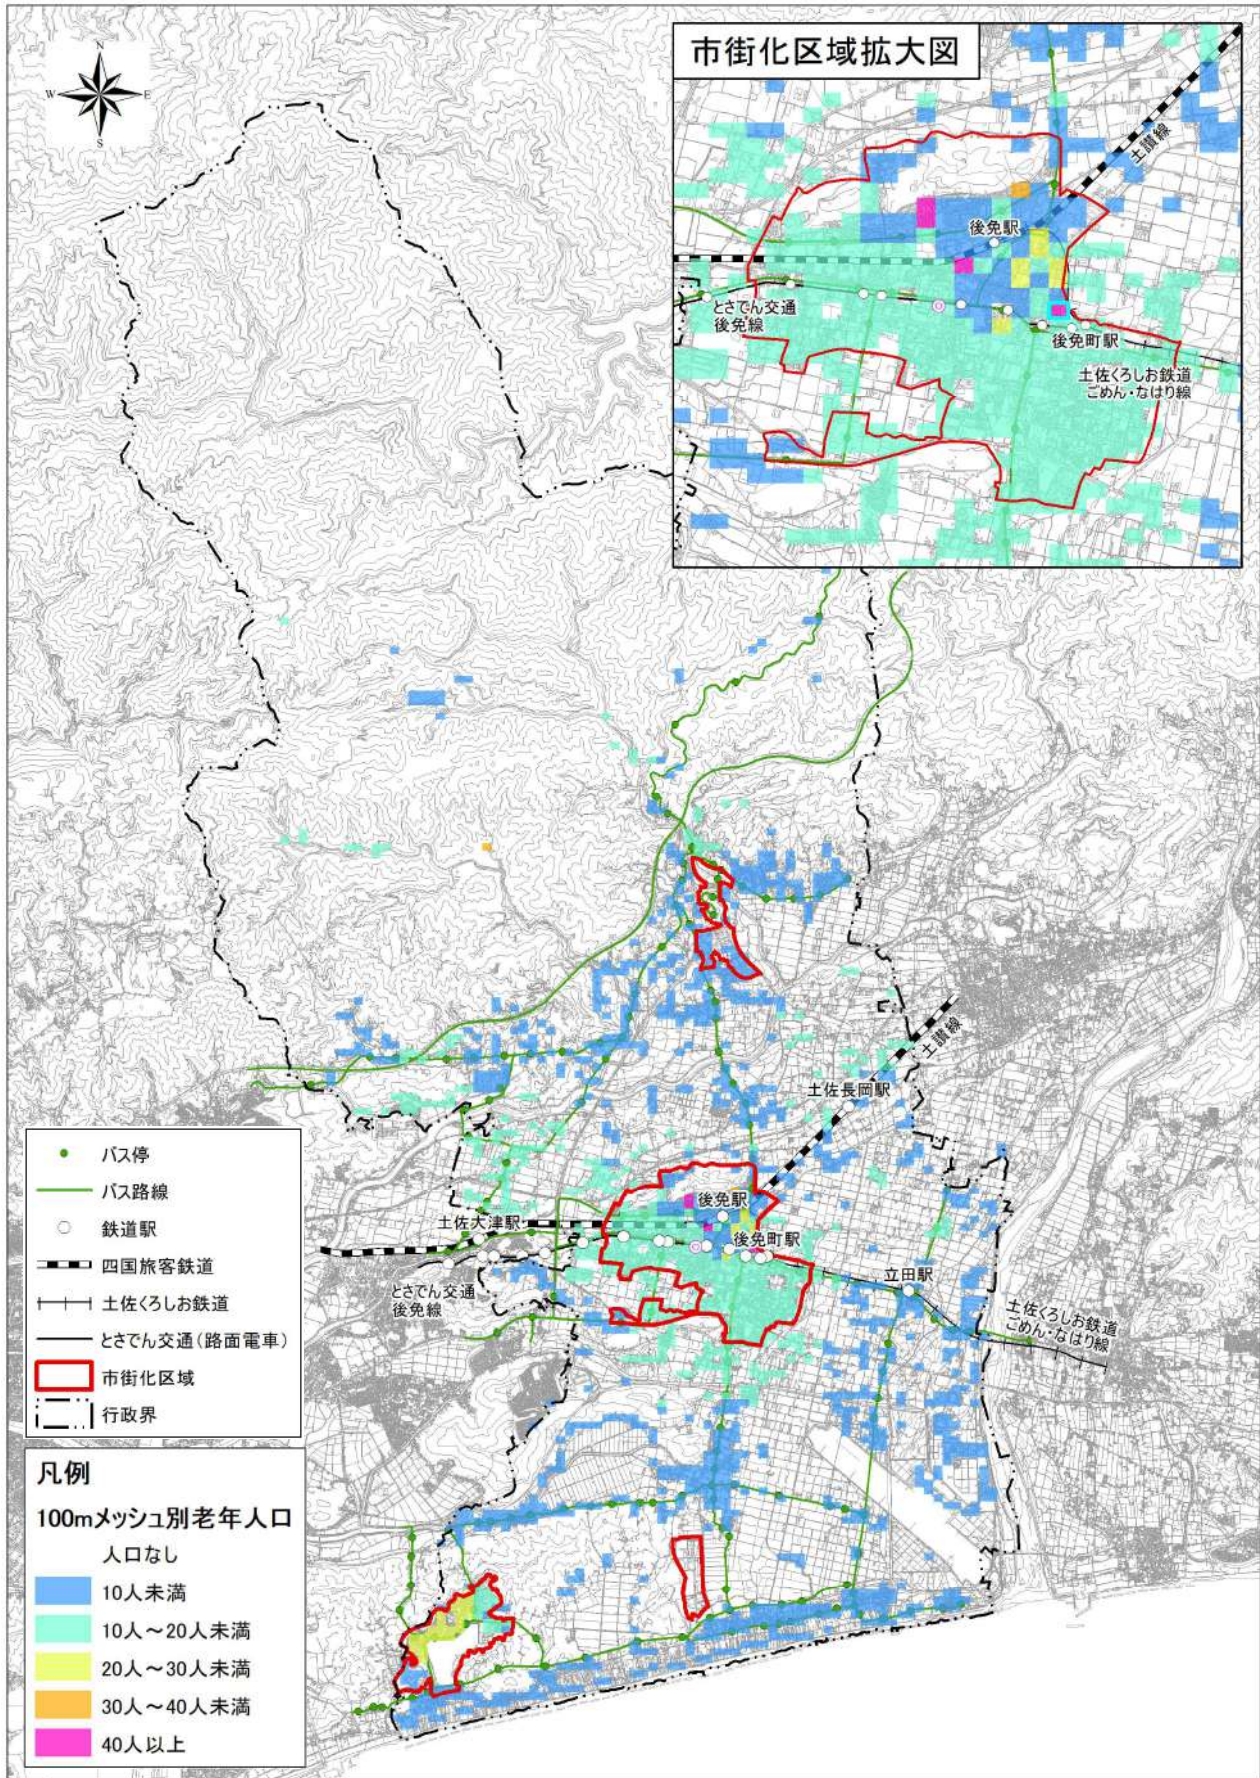 N
W
E
S
市街化区域拡大図
土讃線
後免駅
とさでん交通
後免線
後免町駅
土佐くろしお鉄道
ごめん・なはり線
土讃線
土佐長岡駅
後免駅
土佐大津駅
後免町駅
立田駅
とさでん交通
後免線
土佐くろしお鉄道
ごめん・なはり線
バス停
バス路線
鉄道駅
四国旅客鉄道
土佐くろしお鉄道
とさでん交通(路面電車)
市街化区域
行政界
凡例
100mメッシュ別老年人口
人口なし
10人未満
10人~20人未満
20人~30人未満
30人~40人未満
40人以上